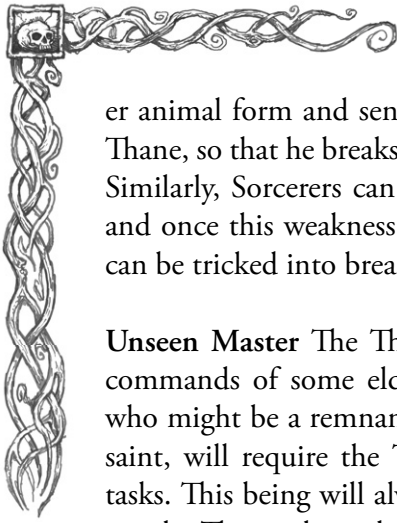 er animal form and sen
Thane, so that he breaks
Similarly, Sorcerers can
and once this weakness
can be tricked into brea
Unseen Master The Th
commands of some eld
who might be a remnan
saint, will require the
tasks. This being will al